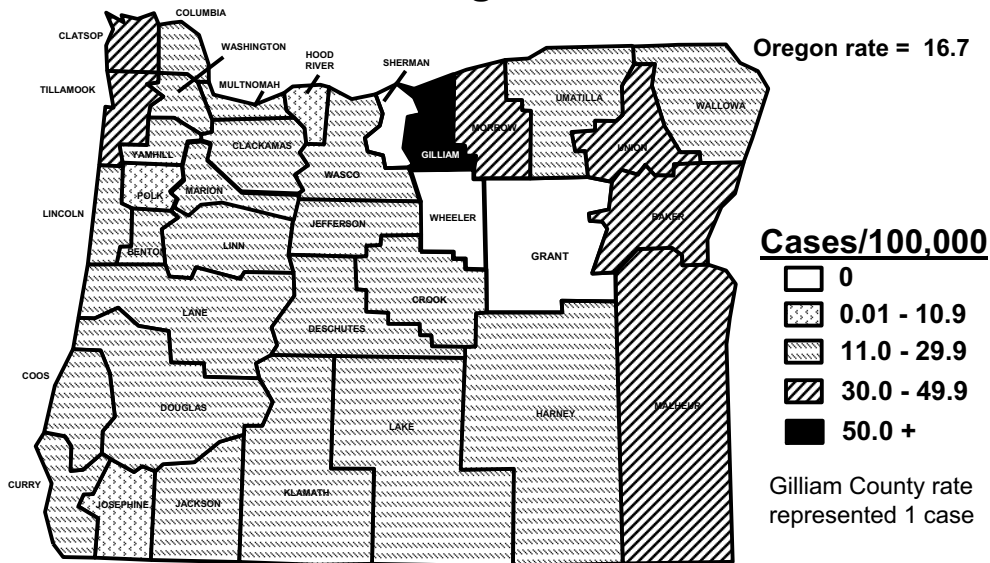 COLUMBIA
CLATSOP
WASHINGTON
HOOD
RIVER
SHERMAN
Oregon rate = 16.7
TILLAMOOK
MULTNOMAH
UMATILLA
WALLOWA
MORROW
YAMHILL
CLACKAMAS
GILLIAM
UNION
WASCO
POLK
MARION
LINCOLN
WHEELER
BAKER
JEFFERSON
BENTON
LINN
GRANT
Cases/100,000
0
0.01 - 10.9
11.0 - 29.9
30.0 - 49.9
50.0 +
CROOK
LANE
DESCHUTES
COOS
DOUGLAS
HARNEY
MALHEUR
LAKE
CURRY
KLAMATH
JOSEPHINE
JACKSON
Gilliam County rate
represented 1 case